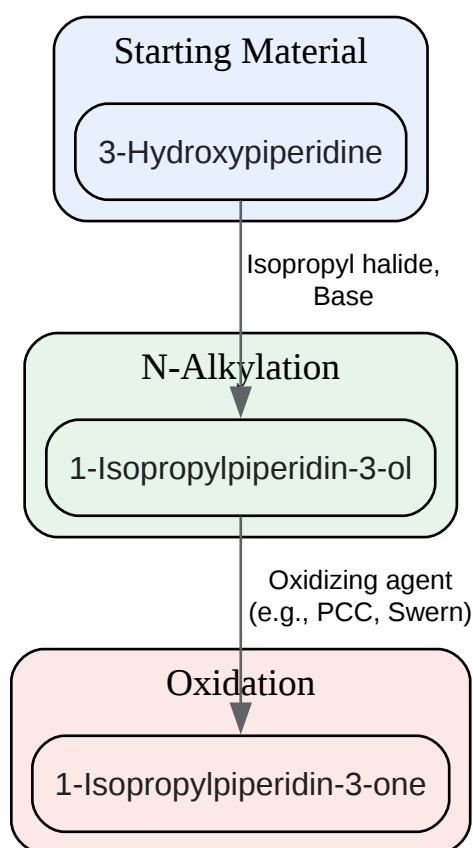 Starting Material
3-Hydroxypiperidine
Isopropyl halide,
Base
N-Alkylation
1-Isopropylpiperidin-3-ol
Oxidizing agent
(e.g., PCC, Swern)
Oxidation
1-Isopropylpiperidin-3-one